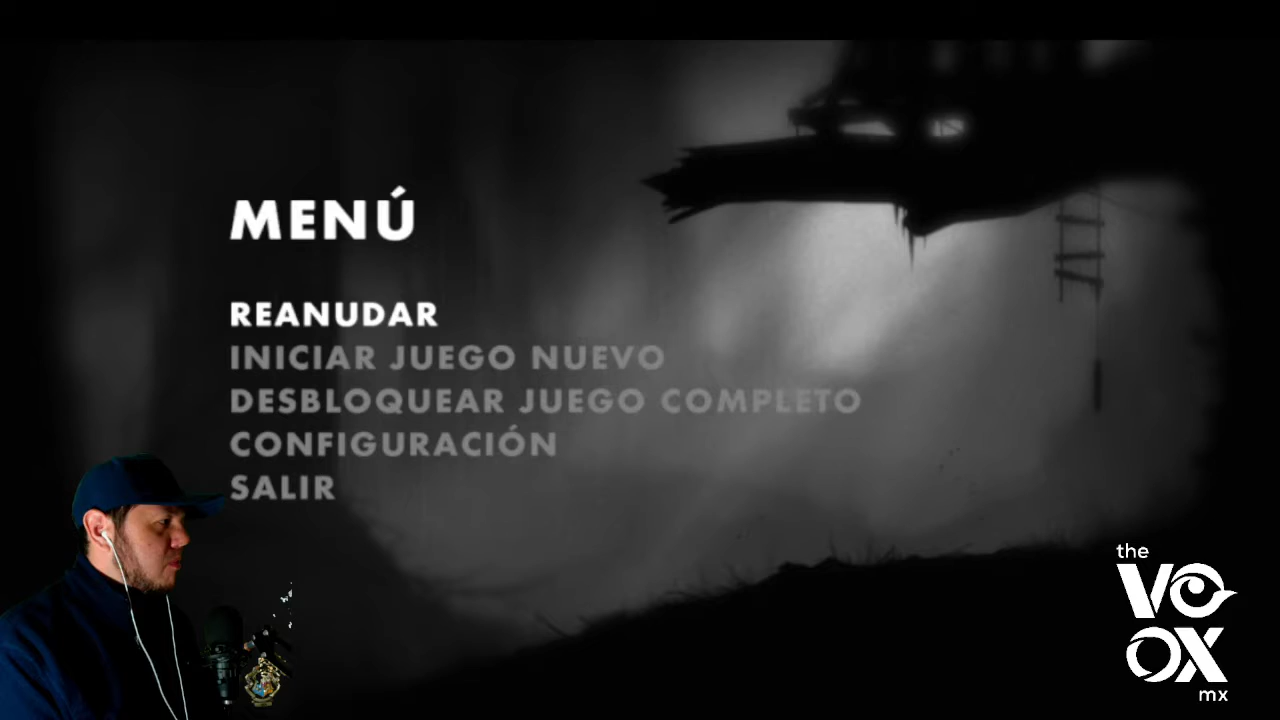 MENÚ
REANUDAR
INICIAR JUEGO NUEVO
DESBLOQUEAR JUEGO COMPLETO
CONFIGURACIÓN
SALIR
the
VO
OX
mx